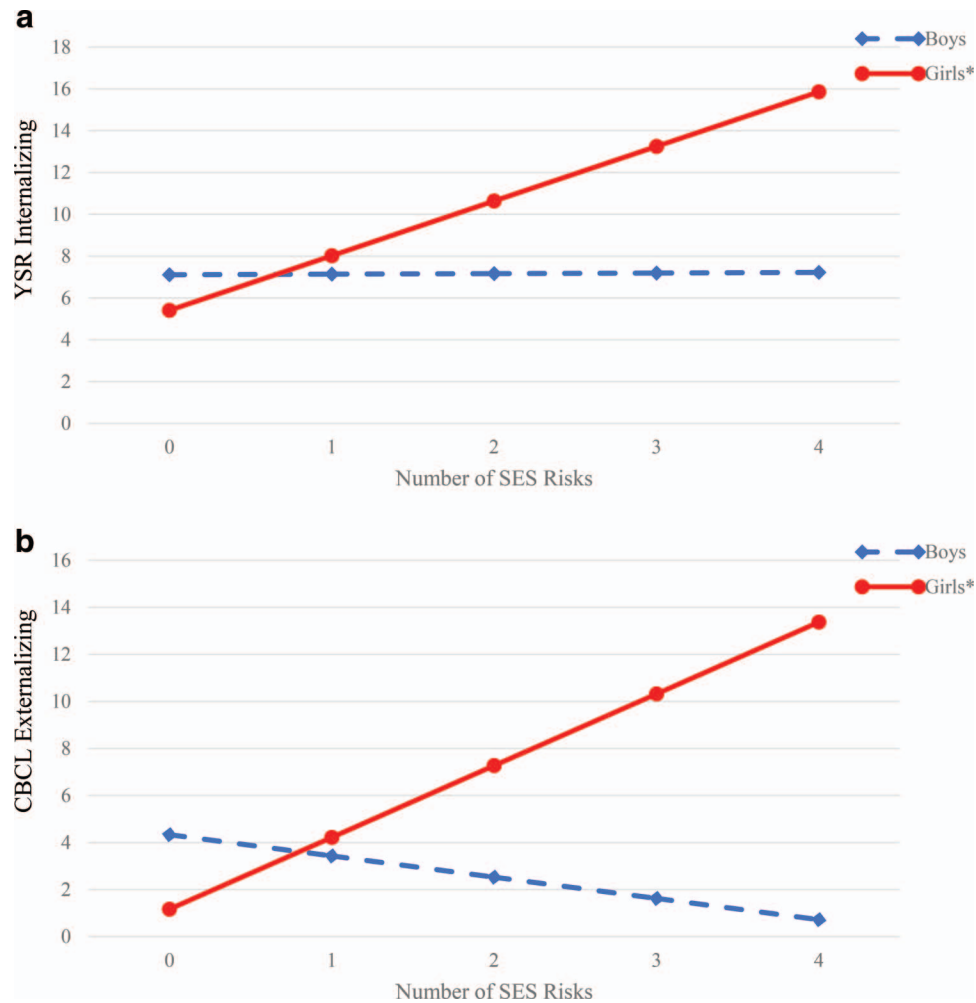 a
Boys
Girls*
18
16
14
12
10
8
6
4
2
0
YSR Internalizing
0 1 2 3 4
Number of SES Risks
b
Boys
Girls*
16
14
12
10
8
6
4
2
0
CBCL Externalizing
0 1 2 3 4
Number of SES Risks